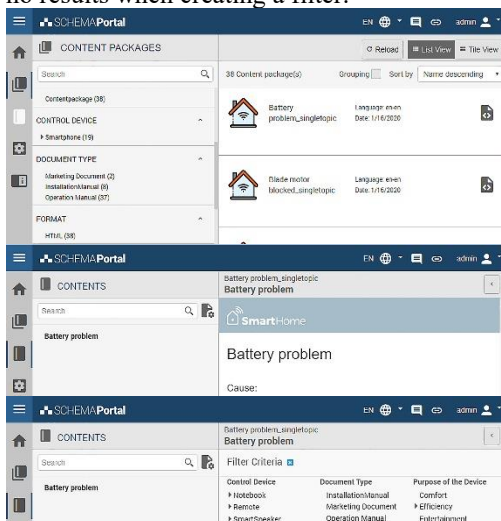 no results when creating a filter.
SCHEMAPortal EN admin
CONTENT PACKAGES Reload List View Tile View
Search 38 Content package(s) Grouping Sort by Name descending
Contentpackage (38)
CONTROL DEVICE
Smartphone (19)
DOCUMENT TYPE
Marketing Document (2)
InstallationManual (8)
Operation Manual (37)
FORMAT
HTML (38)
Battery problem_singletopic
Language: en-en
Date: 1/16/2020
Blade motor blocked_singletopic
Language: en-en
Date: 1/16/2020
SCHEMAPortal EN admin
CONTENTS
Search
Battery problem
Battery problem_singletopic
Battery problem
SmartHome
Battery problem
Cause:
SCHEMAPortal EN admin
CONTENTS
Search
Battery problem
Battery problem_singletopic
Battery problem
Filter Criteria
Control Device Document Type Purpose of the Device
Notebook InstallationManual Comfort
Remote Marketing Document Efficiency
SmartSpeaker Operation Manual Entertainment